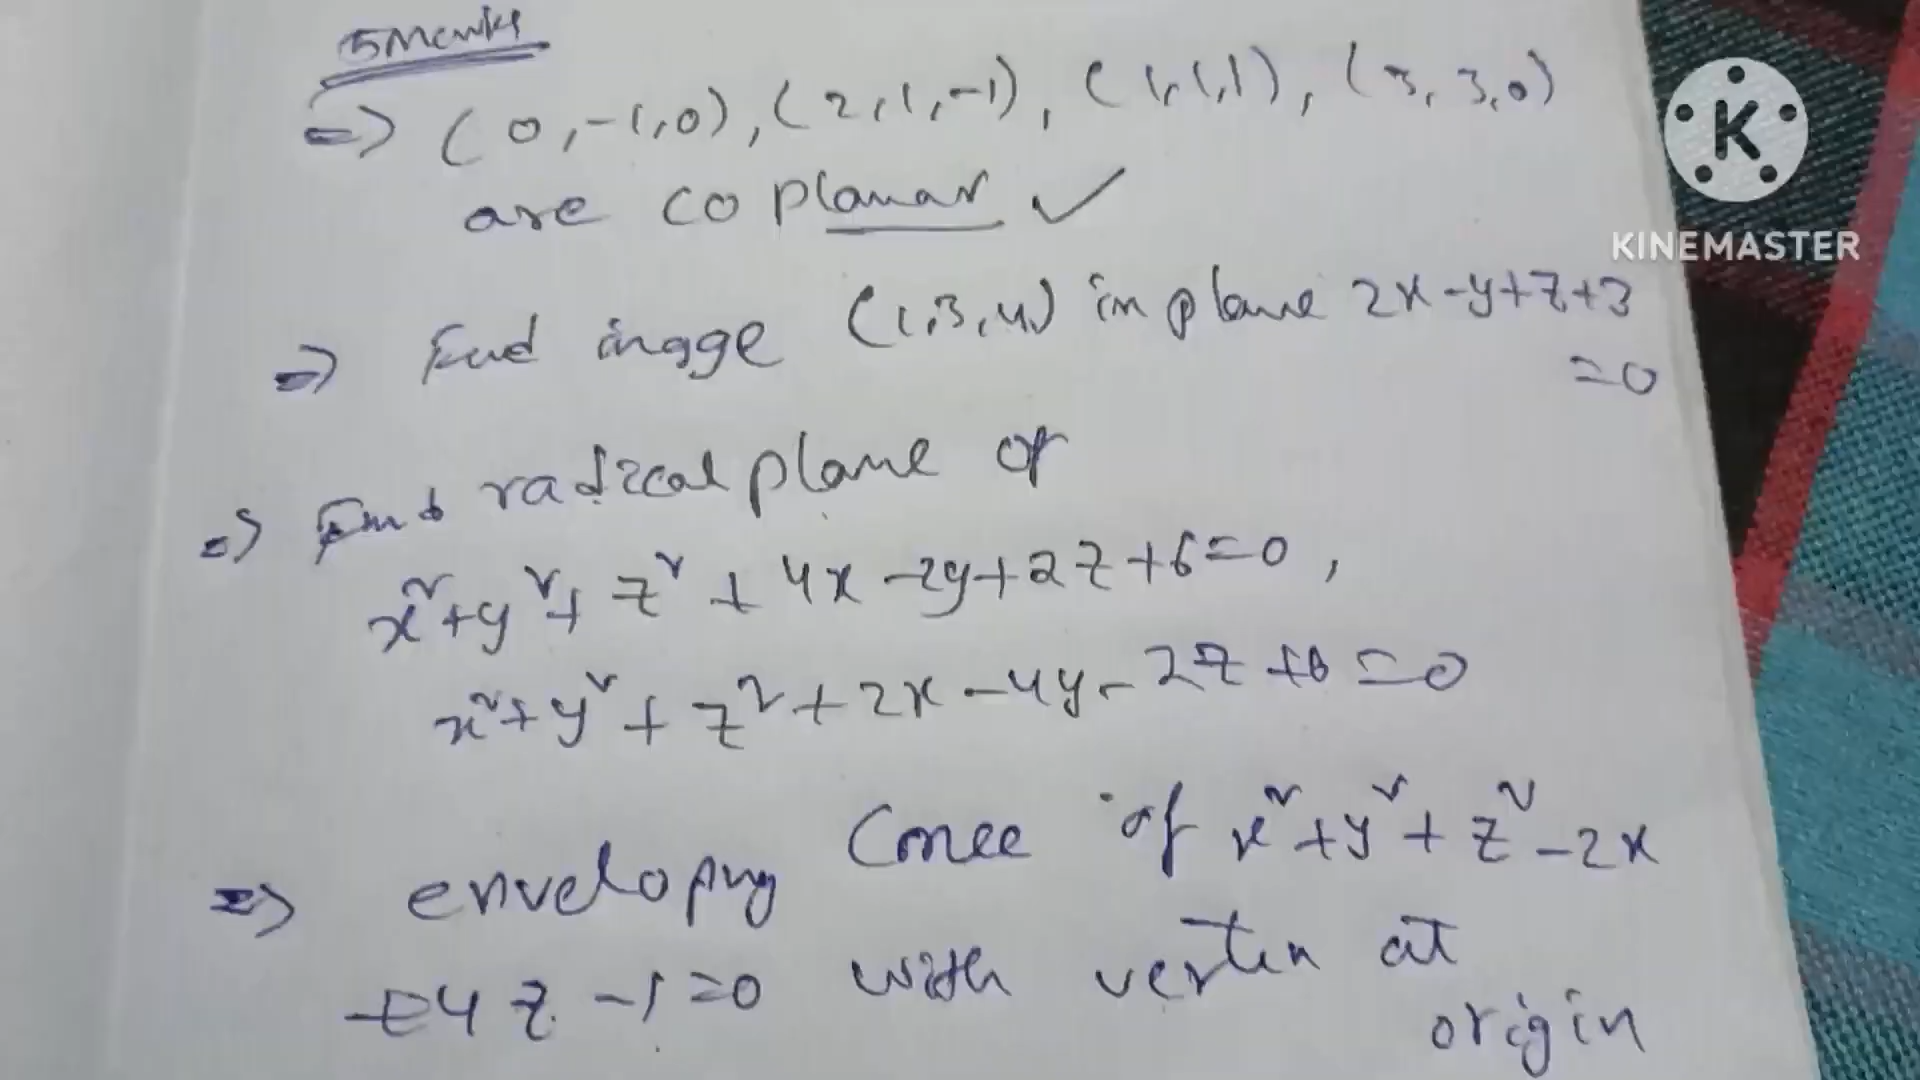 5 Marks
=> (0,-1,0), (2,1,-1), (1,1,1), (3,3,0)
are coplanar ✓
KINEMASTER
=> Find image (1,3,4) in plane 2x-y+z+3
=0
=> Find radical plane of
x²+y²+z²+4x-2y+2z+6=0,
x²+y²+z²+2x-4y-2z+6=0
=> enveloping Conee of x²+y²+z²-2x
+4z-1=0 with vertex at
origin